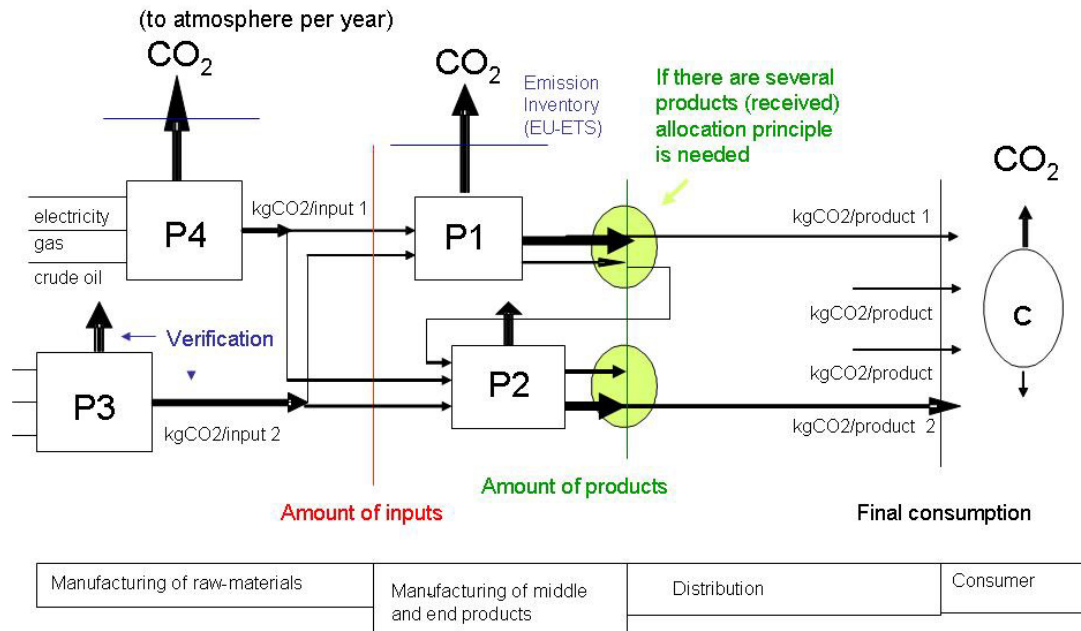 (to atmosphere per year)
CO2
CO2
Emission
Inventory
(EU-ETS)
If there are several
products (received)
allocation principle
is needed
CO2
electricity
gas
crude oil
P4
kgCO2/input 1
P1
kgCO2/product 1
kgCO2/product
C
Verification
P3
kgCO2/input 2
P2
kgCO2/product
kgCO2/product 2
Amount of inputs
Amount of products
Final consumption
Manufacturing of raw-materials
Manufacturing of middle
and end products
Distribution
Consumer